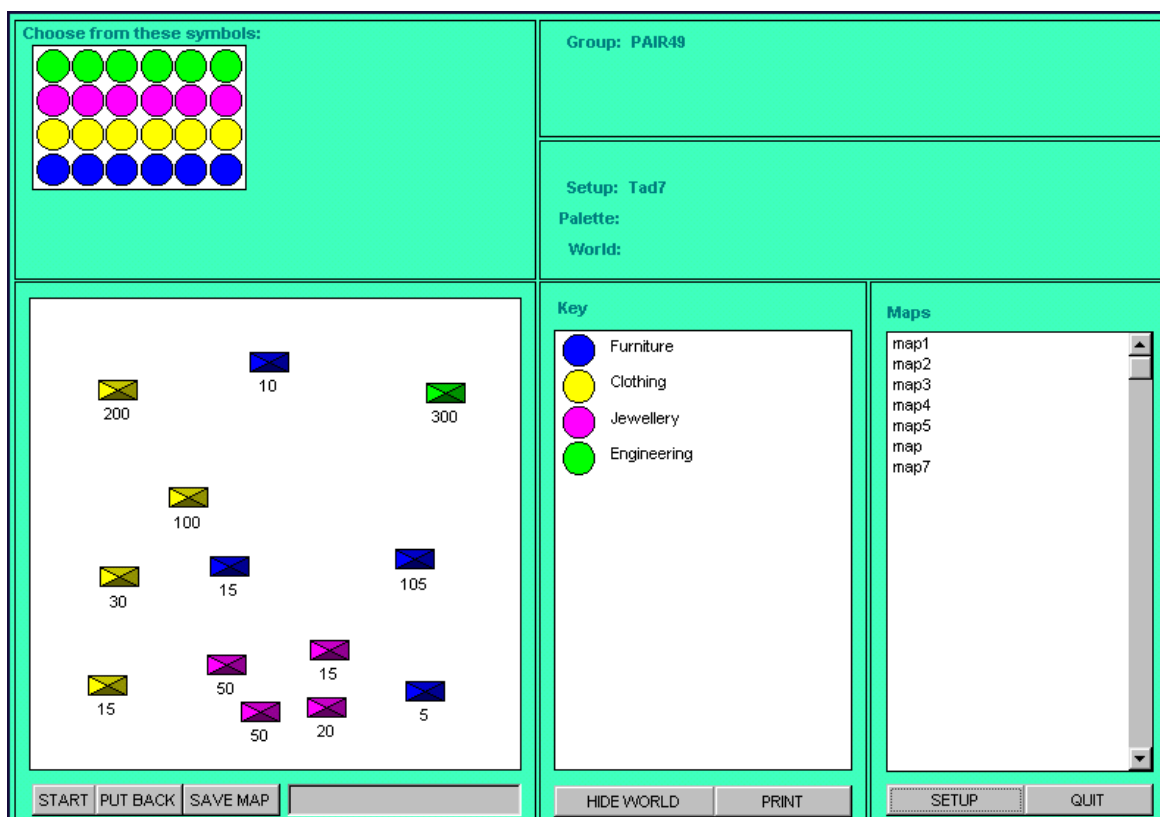 Choose from these symbols:
Group: PAIR49
Setup: Tad7
Palette:
World:
10
200
300
100
15
105
30
15
50
15
5
20
50
START PUT BACK SAVE MAP
Key
Furniture
Clothing
Jewellery
Engineering
HIDE WORLD PRINT
Maps
map1
map2
map3
map4
map5
map
map7
SETUP QUIT